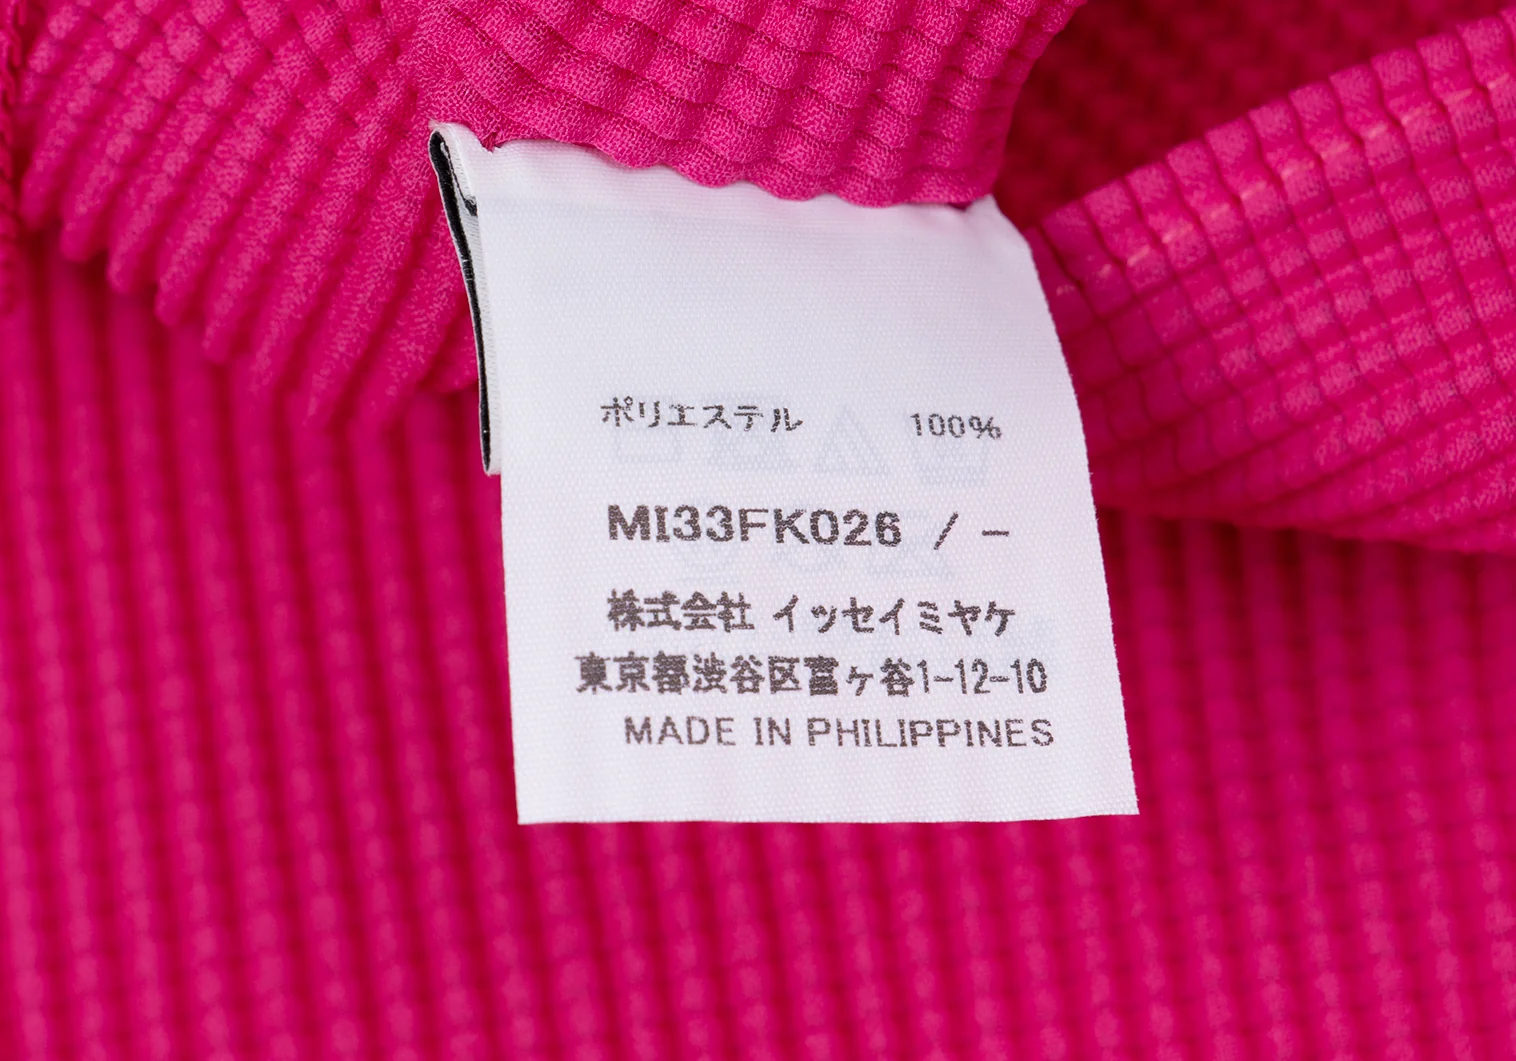 ポリエステル 100%
MI33FK026 / -
株式会社 イッセイミヤケ
東京都渋谷区富ヶ谷1-12-10
MADE IN PHILIPPINES